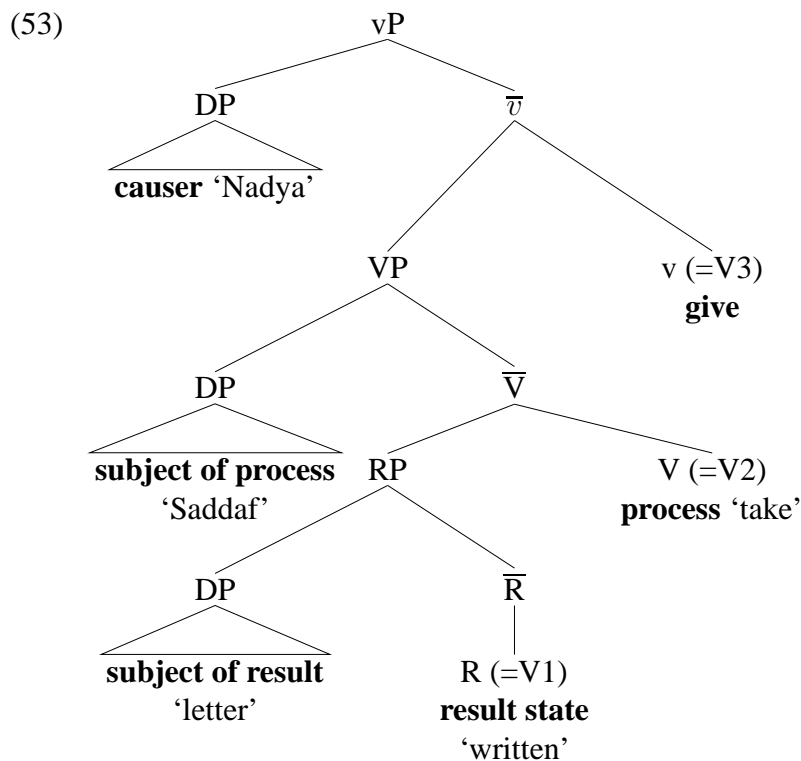 (53)
vP
DP v̅
causer ‘Nadya’
VP v (=V3)
give
DP V̅
subject of process RP V (=V2)
‘Saddaf’ process ‘take’
DP R̅
subject of result R (=V1)
‘letter’ result state
‘written’